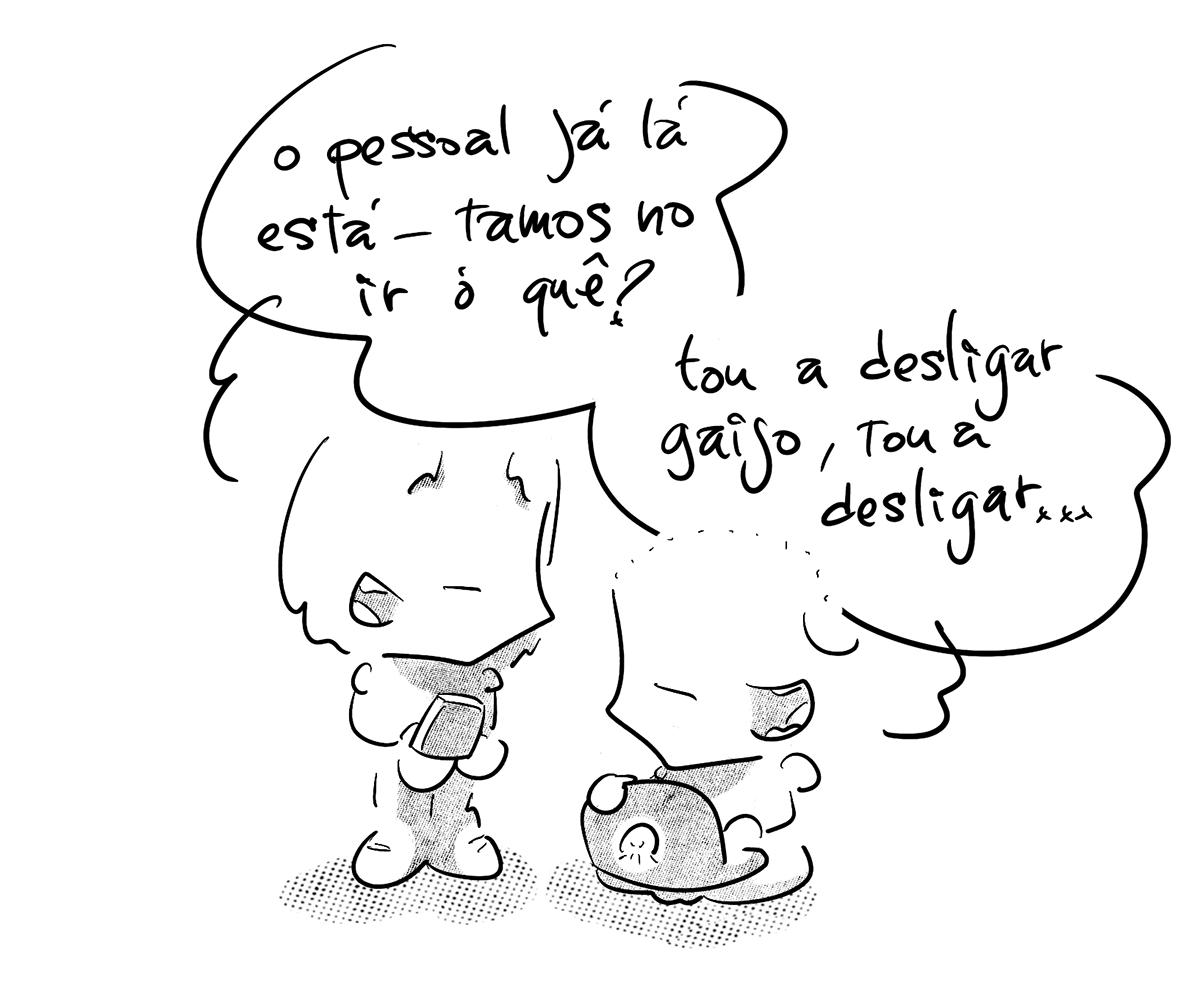 o pessoal já lá
está – tamos no
ir ó quê?
tou a desligar
gaijo, tou a
desligar...